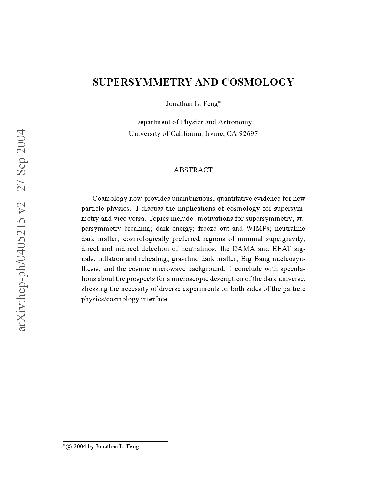 SUPERSYMMETRY AND COSMOLOGY
Jonathan L. Feng*
Department of Physics and Astronomy
University of California, Irvine, CA 92697
ABSTRACT
Cosmology now provides unambiguous, quantitative evidence for new
particle physics. I discuss the implications of cosmology for supersym-
metry and vice versa. Topics include: motivations for supersymmetry; su-
persymmetry breaking; dark energy; freeze out and WIMPs; neutralino
dark matter; cosmologically preferred regions of minimal supergravity;
direct and indirect detection of neutralinos; the DAMA and HEAT sig-
nals; inflation and reheating; gravitino dark matter; Big Bang nucleosyn-
thesis; and the cosmic microwave background. I conclude with specula-
tions about the prospects for a microscopic description of the dark universe,
stressing the necessity of diverse experiments on both sides of the particle
physics/cosmology interface.
*© 2004 by Jonathan L. Feng.
arXiv:hep-ph/0405215 v2 27 Sep 2004